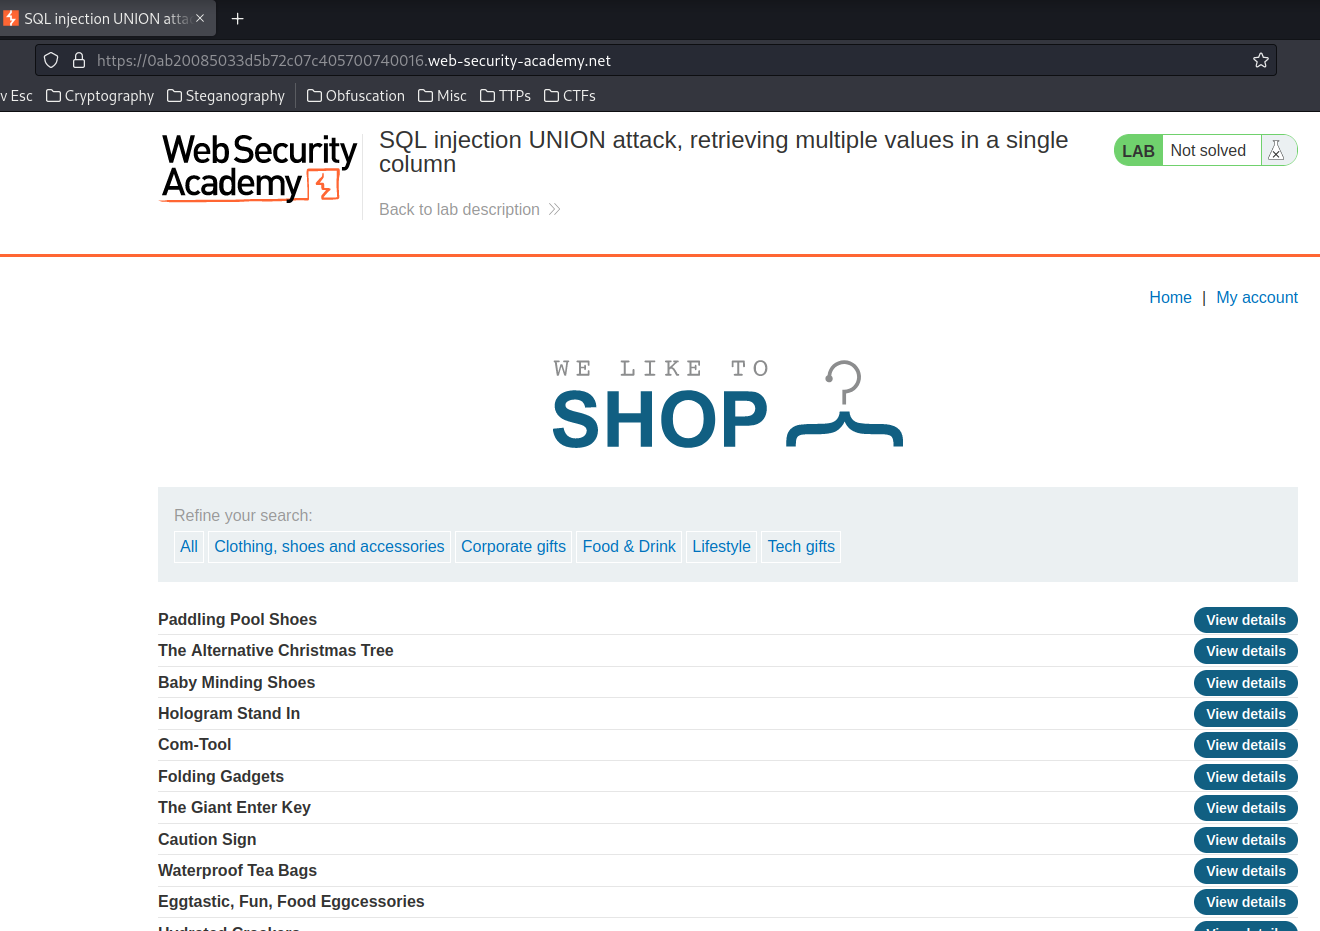 SQL injection UNION atta
https://0ab20085033d5b72c07c405700740016.web-security-academy.net
v Esc Cryptography Steganography Obfuscation Misc TTPs CTFs
WebSecurity
Academy
SQL injection UNION attack, retrieving multiple values in a single
column
LAB Not solved
Back to lab description
Home | My account
WE LIKE TO
SHOP
Refine your search:
All Clothing, shoes and accessories Corporate gifts Food & Drink Lifestyle Tech gifts
Paddling Pool Shoes View details
The Alternative Christmas Tree View details
Baby Minding Shoes View details
Hologram Stand In View details
Com-Tool View details
Folding Gadgets View details
The Giant Enter Key View details
Caution Sign View details
Waterproof Tea Bags View details
Eggtastic, Fun, Food Eggcessories View details